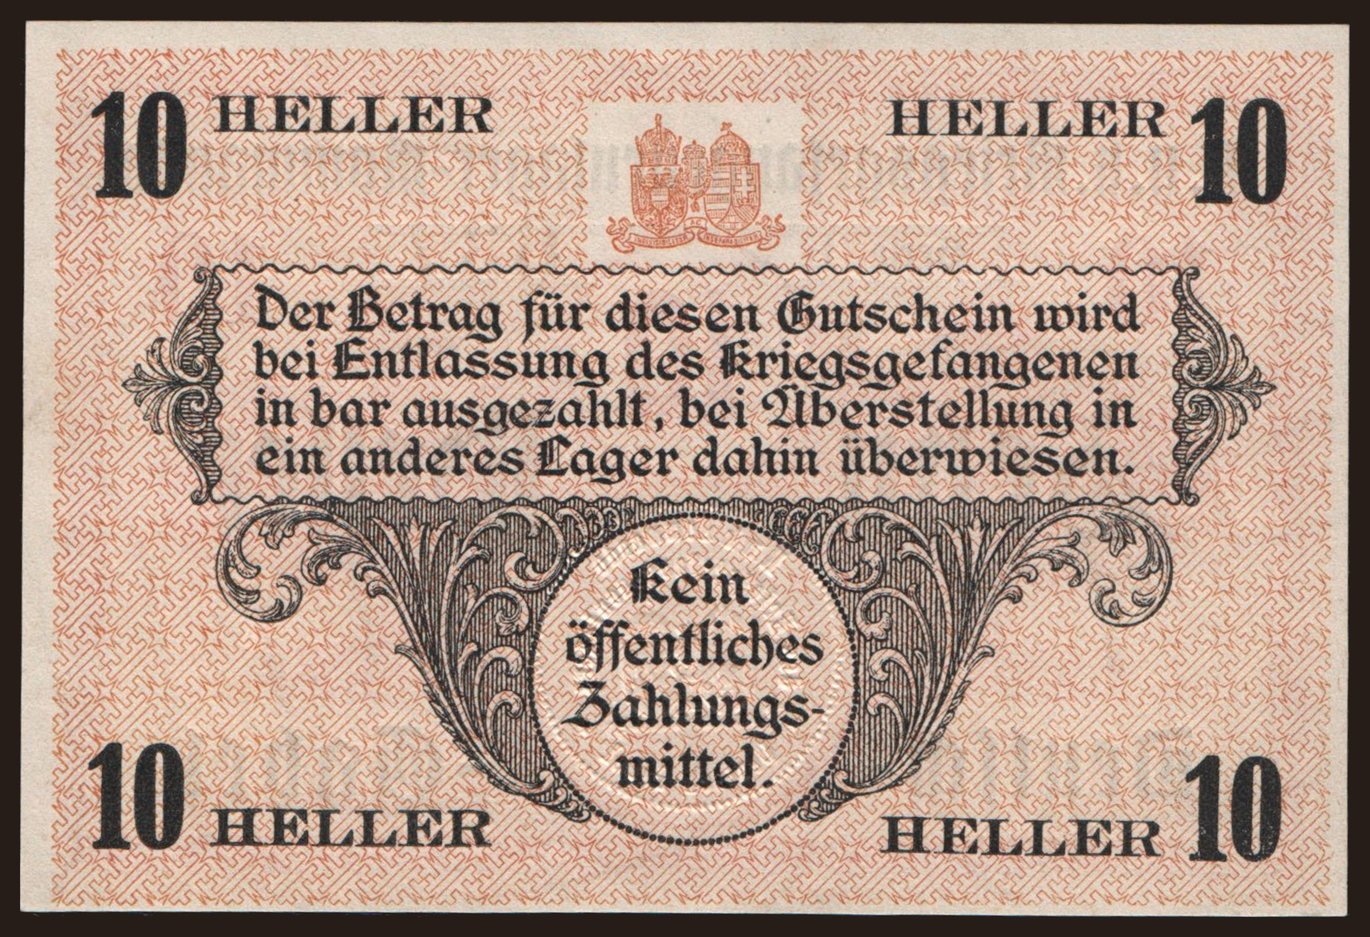 10 HELLER HELLER 10
Der Betrag für diesen Gutschein wird
bei Entlassung des Kriegsgefangenen
in bar ausgezahlt, bei Überstellung in
ein anderes Lager dahin überwiesen.
Kein
öffentliches
Zahlungs-
mittel.
10 HELLER HELLER 10